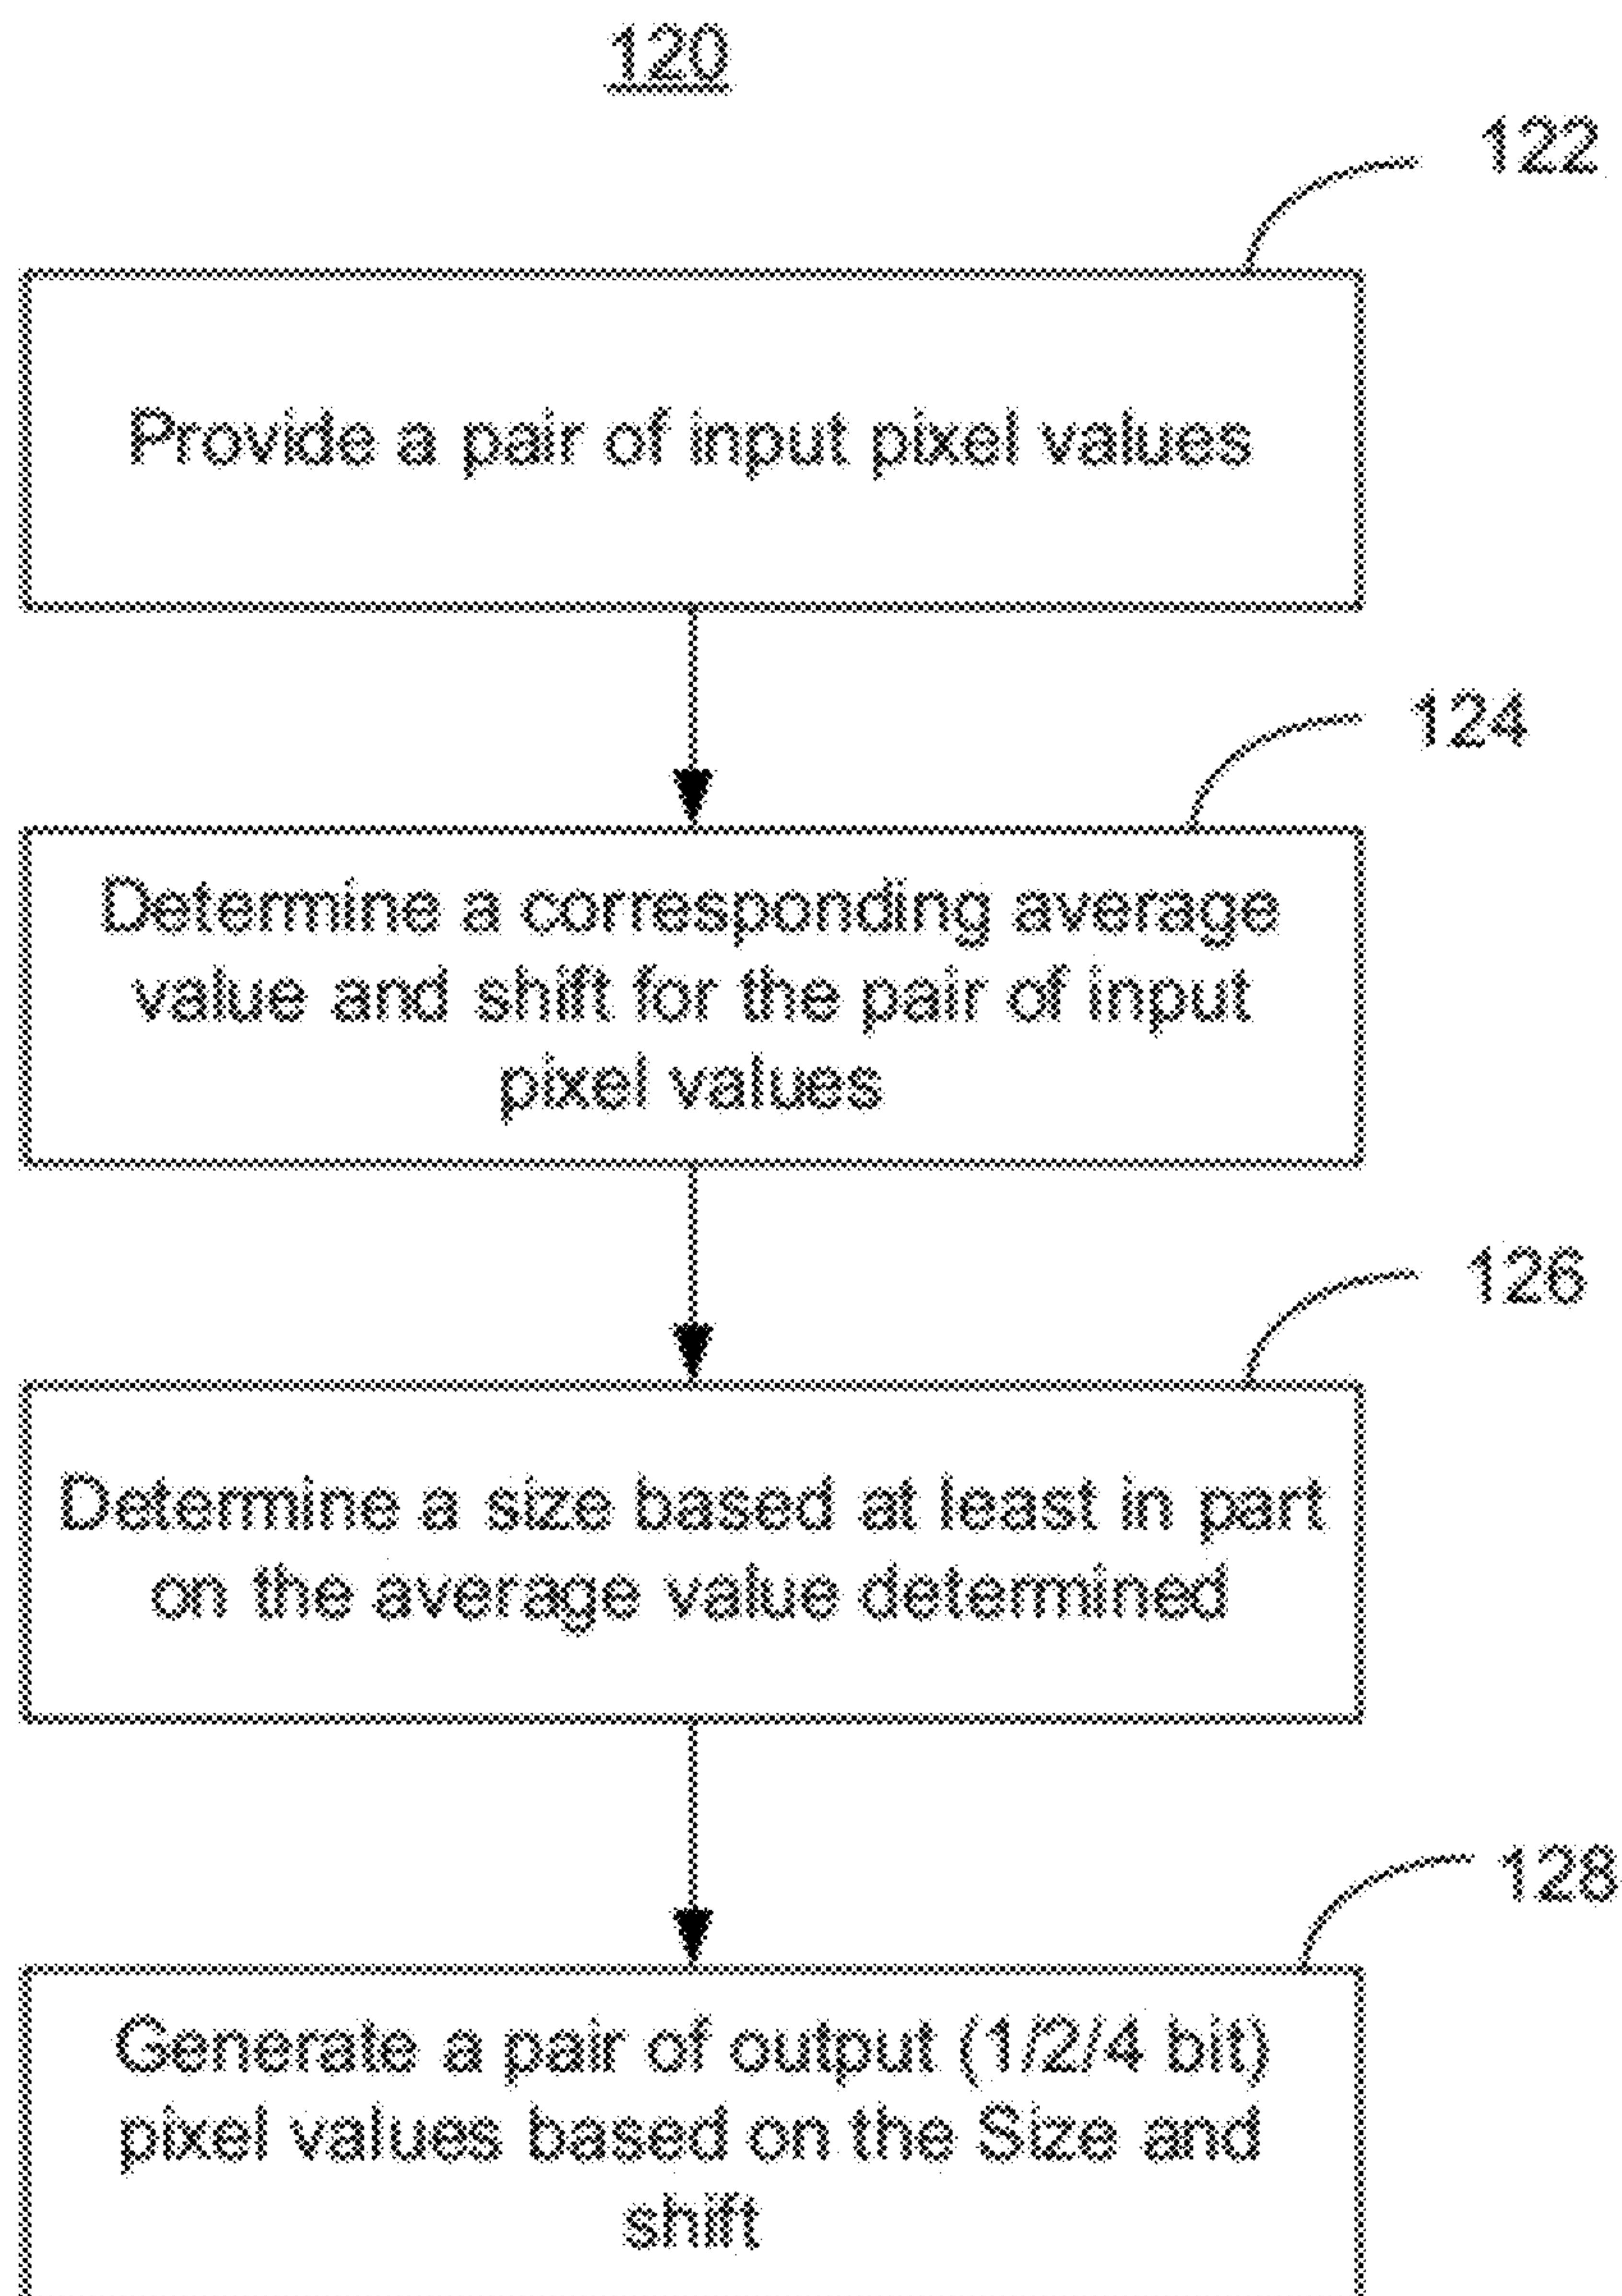 120
122
Provide a pair of input pixel values
124
Determine a corresponding average
value and shift for the pair of input
pixel values
126
Determine a size based at least in part
on the average value determined
128
Generate a pair of output (1/2/4 bit)
pixel values based on the Size and
shift